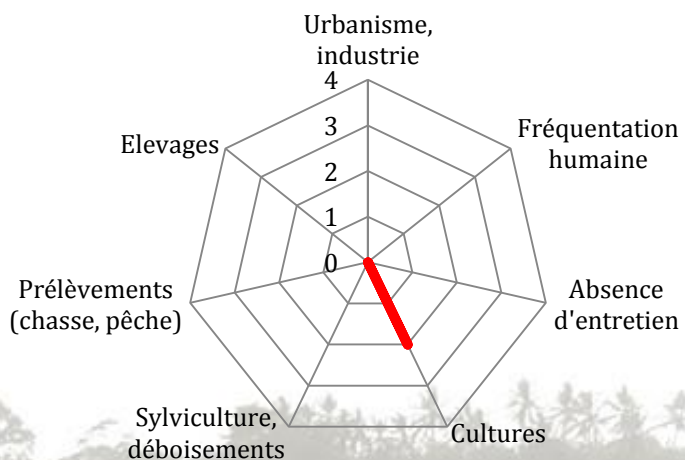 Urbanisme,
industrie
4
3
2
1
0
Fréquentation
humaine
Absence
d'entretien
Cultures
Sylviculture,
déboisements
Prélèvements
(chasse, pêche)
Elevages